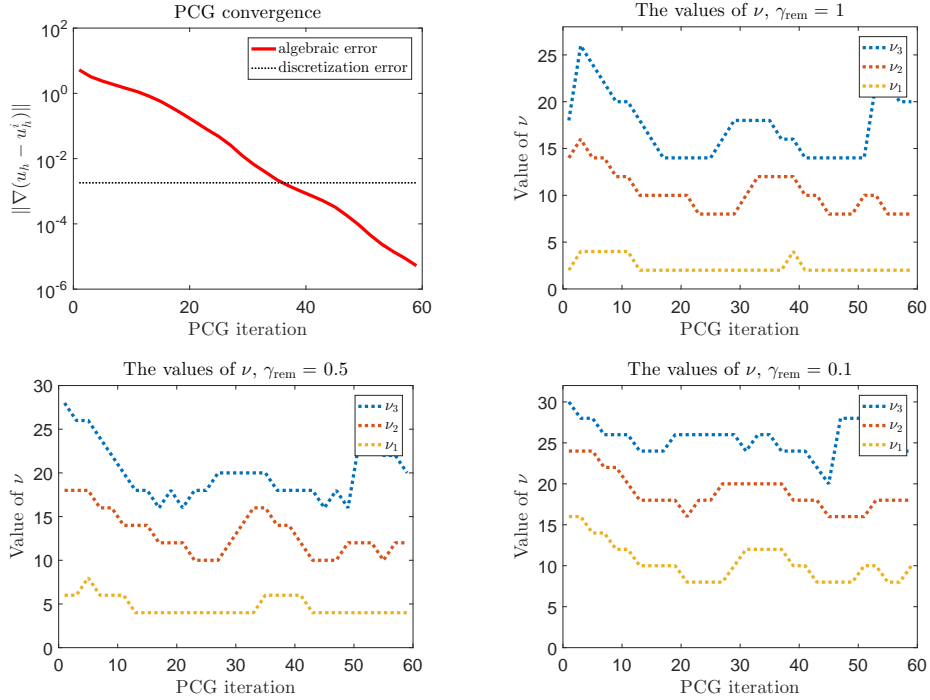 PCG convergence
10^2
10^0
10^-2
10^-4
10^-6
‖∇(u_h − u_h^i)‖
algebraic error
discretization error
0 20 40 60
PCG iteration
The values of ν, γ_rem = 1
25
20
15
10
5
0
Value of ν
ν_3
ν_2
ν_1
0 10 20 30 40 50 60
PCG iteration
The values of ν, γ_rem = 0.5
30
25
20
15
10
5
0
Value of ν
ν_3
ν_2
ν_1
0 10 20 30 40 50 60
PCG iteration
The values of ν, γ_rem = 0.1
30
25
20
15
10
5
0
Value of ν
ν_3
ν_2
ν_1
0 10 20 30 40 50 60
PCG iteration